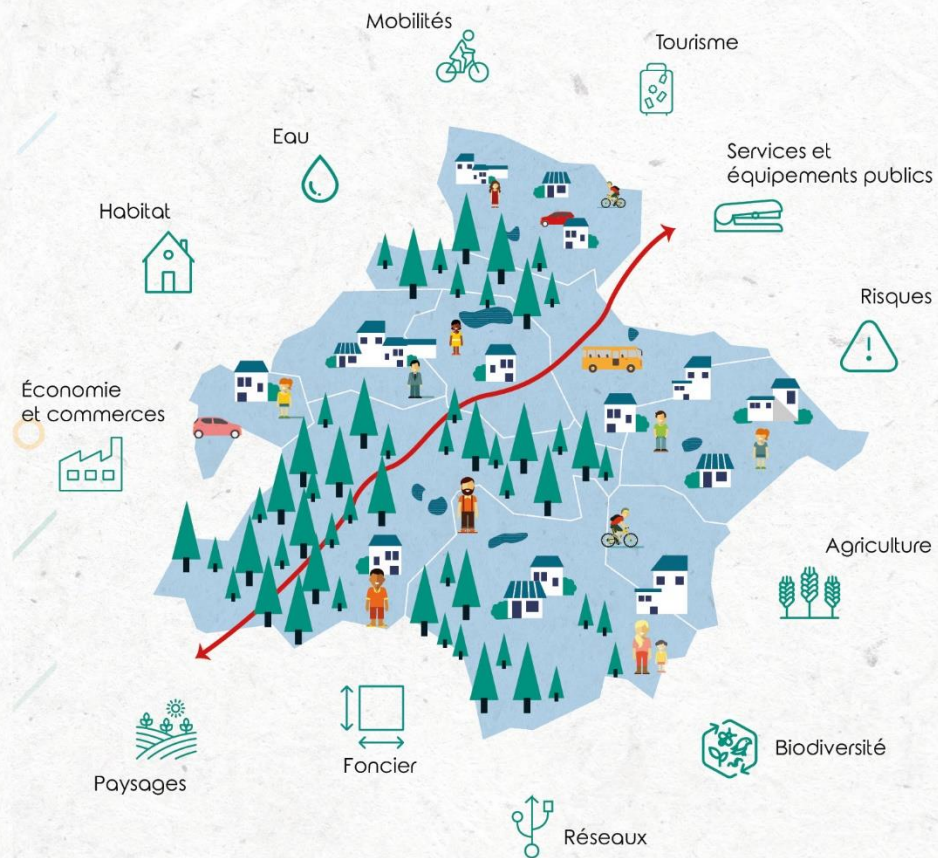 Mobilités
Tourisme
Eau
Services et
équipements publics
Habitat
Risques
Économie
et commerces
Agriculture
Biodiversité
Foncier
Paysages
Réseaux